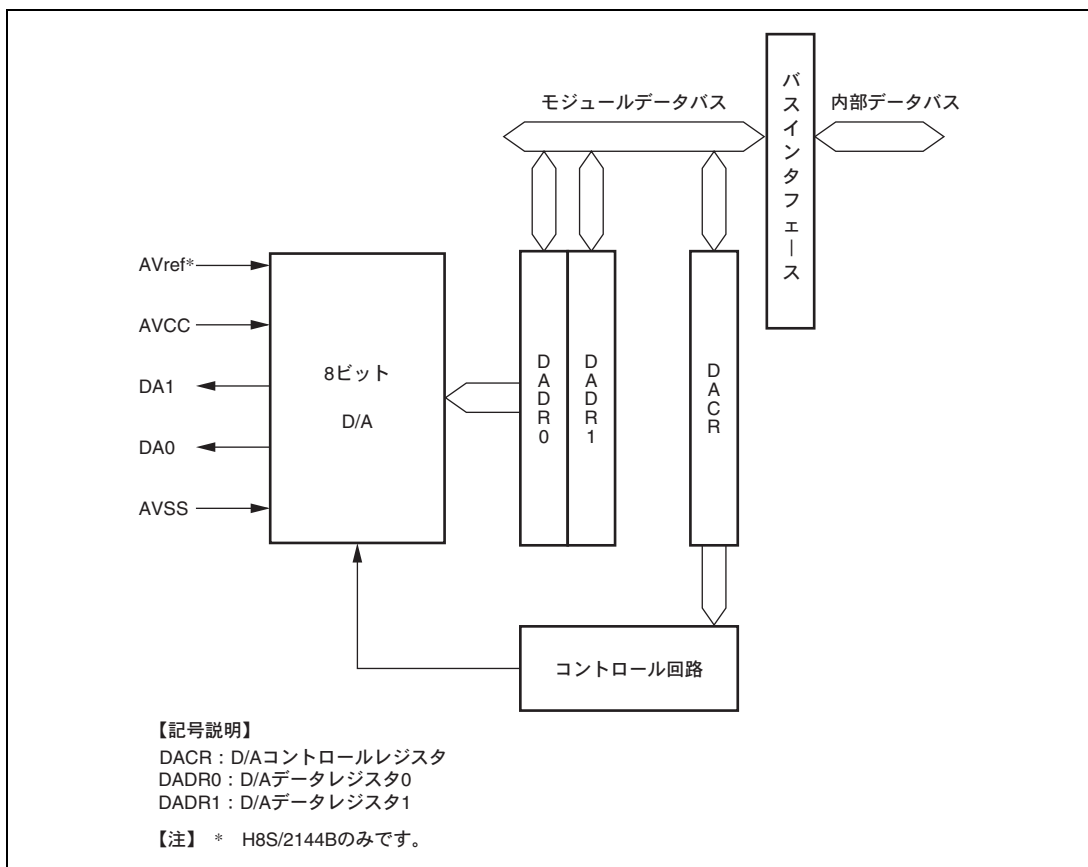 モジュールデータバス
バスインタフェース
内部データバス
AVref*
AVCC
DA1
DA0
AVSS
8ビット
D/A
DADR0
DADR1
DACR
コントロール回路
【記号説明】
DACR：D/Aコントロールレジスタ
DADR0：D/Aデータレジスタ0
DADR1：D/Aデータレジスタ1
【注】 * H8S/2144Bのみです。